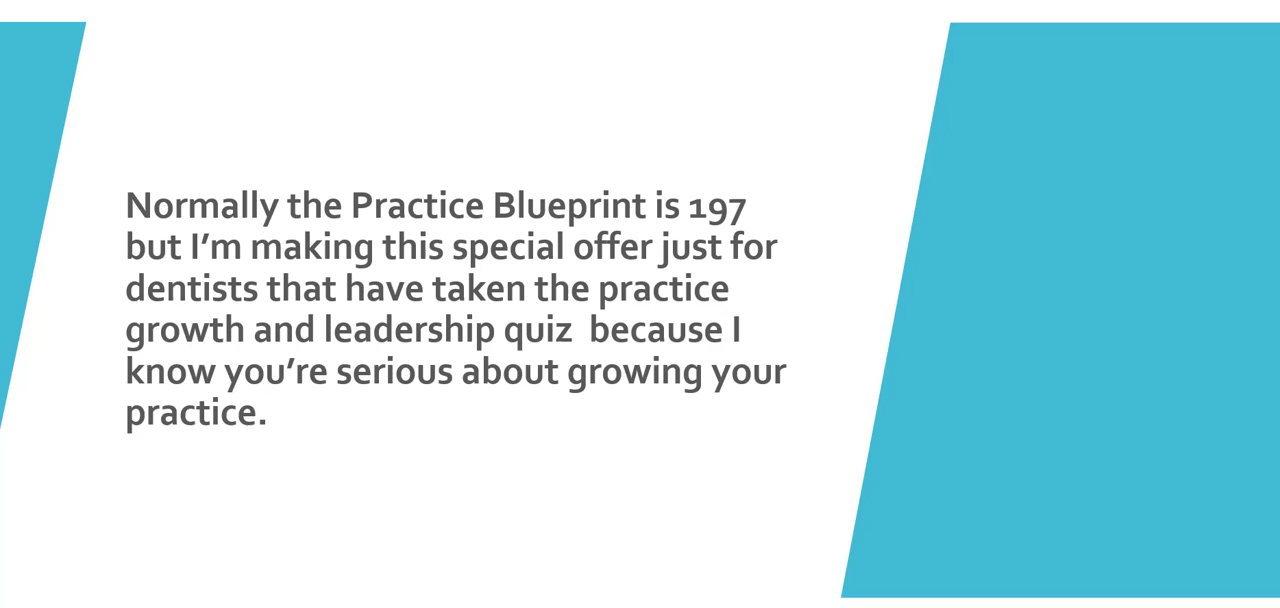 Normally the Practice Blueprint is 197
but I’m making this special offer just for
dentists that have taken the practice
growth and leadership quiz  because I
know you’re serious about growing your
practice.